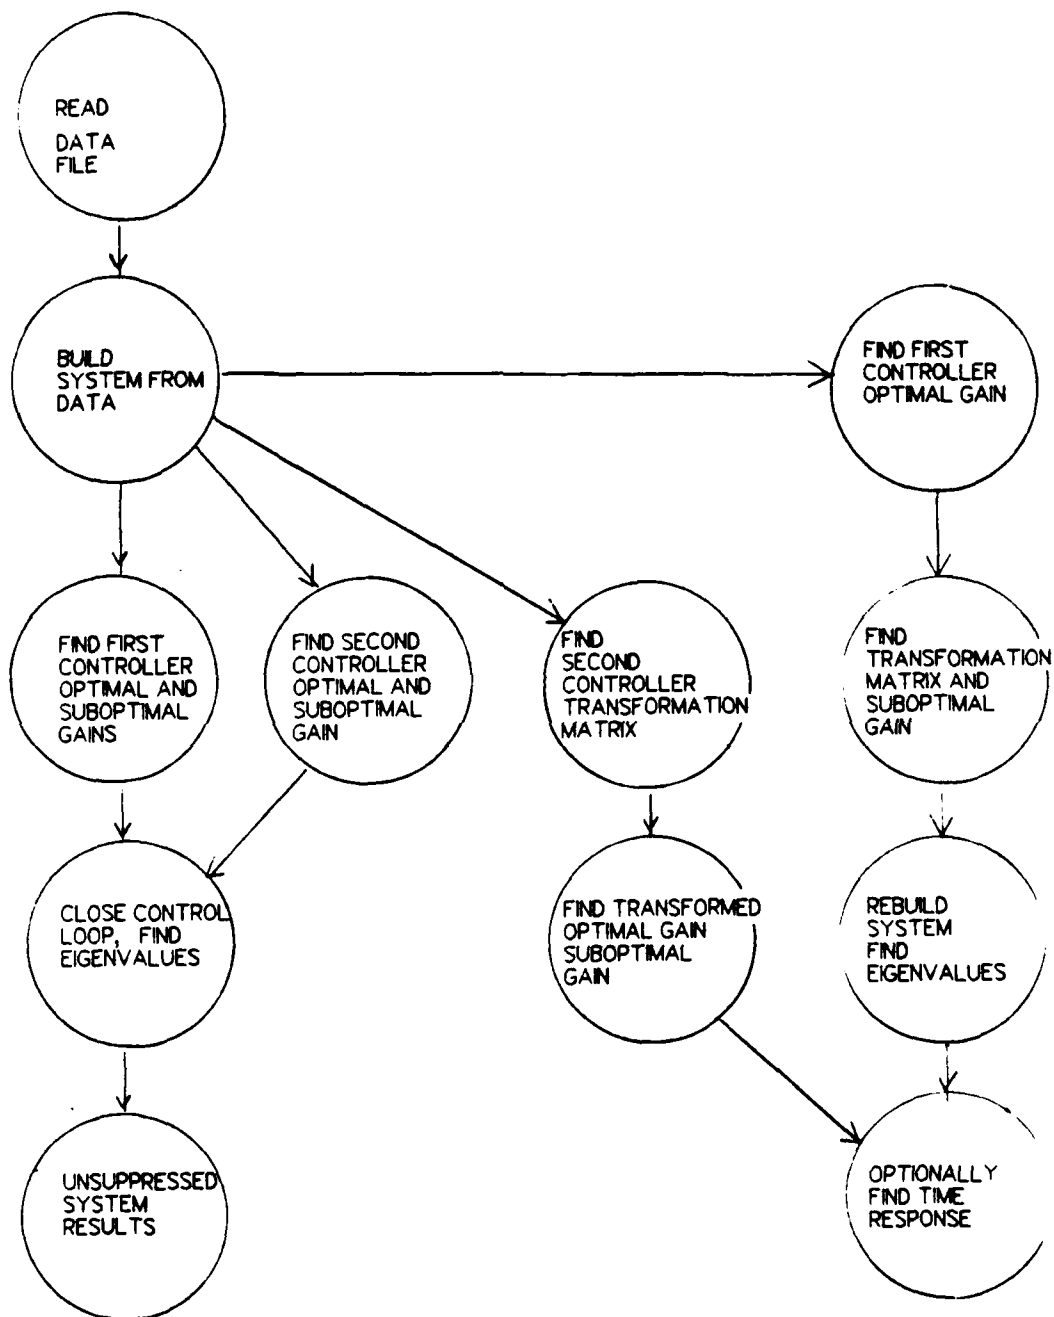 READ
DATA
FILE
BUILD
SYSTEM FROM
DATA
FIND FIRST
CONTROLLER
OPTIMAL GAIN
FIND FIRST
CONTROLLER
OPTIMAL AND
SUBOPTIMAL
GAINS
FIND SECOND
CONTROLLER
OPTIMAL AND
SUBOPTIMAL
GAIN
FIND
SECOND
CONTROLLER
TRANSFORMATION
MATRIX
FIND
TRANSFORMATION
MATRIX AND
SUBOPTIMAL
GAIN
CLOSE CONTROL
LOOP, FIND
EIGENVALUES
FIND TRANSFORMED
OPTIMAL GAIN
SUBOPTIMAL
GAIN
REBUILD
SYSTEM
FIND
EIGENVALUES
UNSUPPRESSED
SYSTEM
RESULTS
OPTIONALLY
FIND TIME
RESPONSE